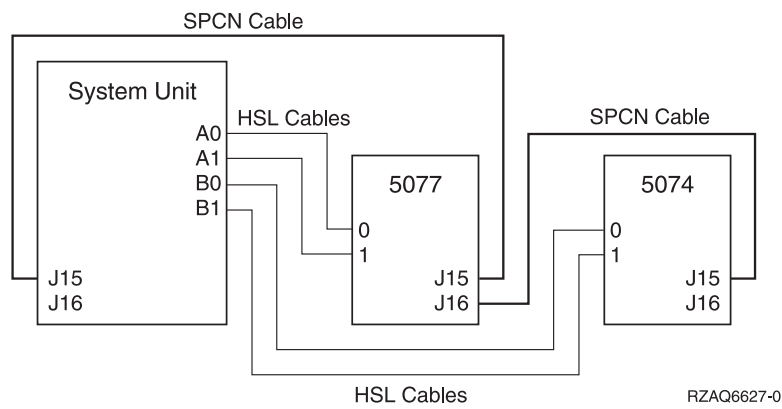 SPCN Cable
System Unit
HSL Cables
A0
A1
B0
B1
SPCN Cable
5077
5074
0
1
0
1
J15
J16
J15
J16
J15
J16
HSL Cables
RZAQ6627-0